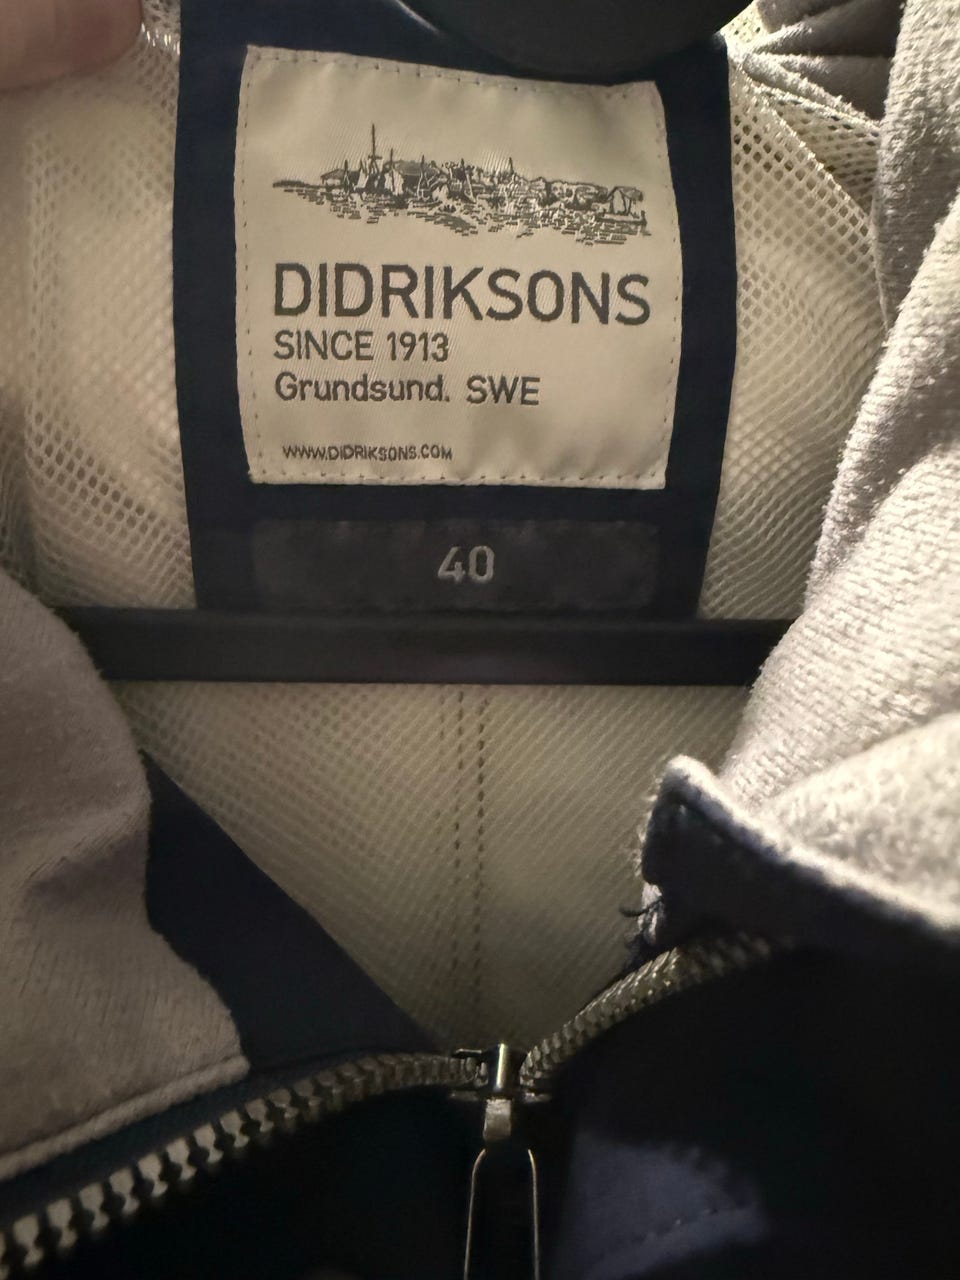 DIDRIKSONS
SINCE 1913
Grundsund. SWE
WWW.DIDRIKSONS.COM
40